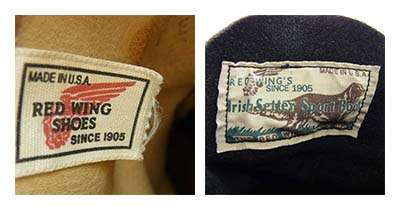 MADE IN U.S.A.
RED WING
SHOES
SINCE 1905
MADE IN U.S.A.
RED WING'S
SINCE 1905
Irish Setter Sport Boot